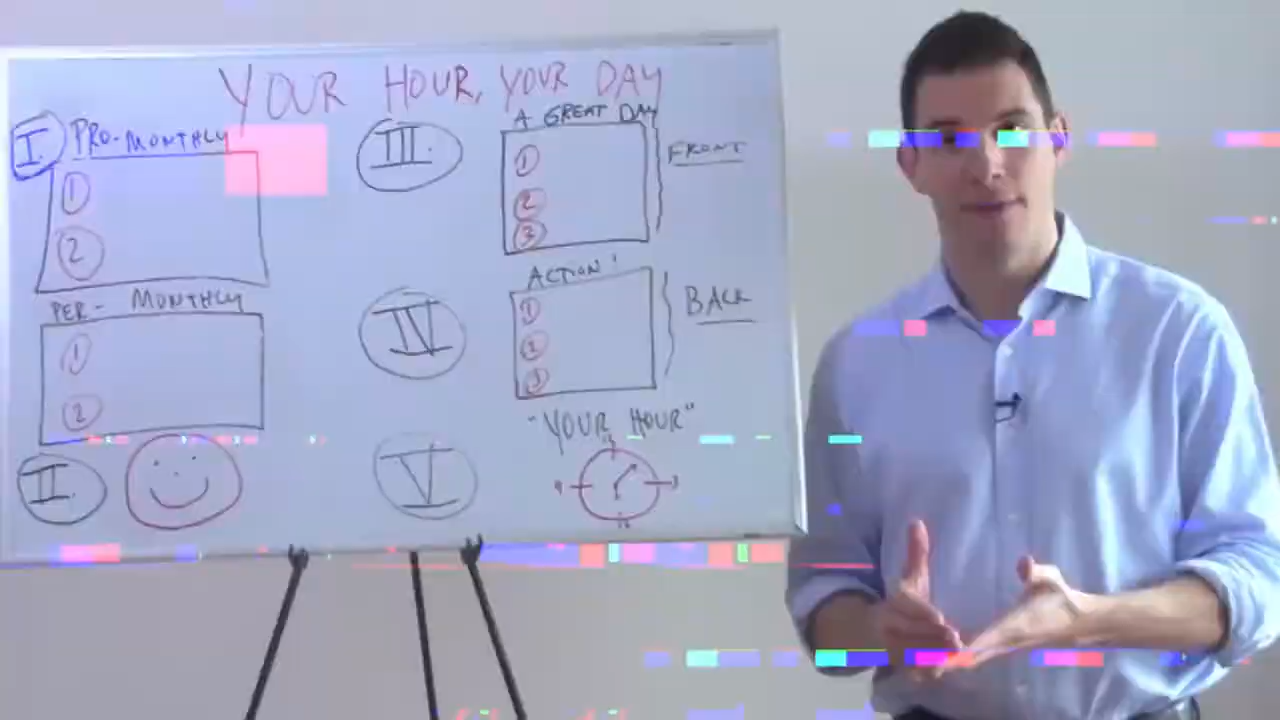 YOUR HOUR, YOUR DAY
I. PRO-MONTHLY
1
2
PER- MONTHLY
1
2
II.
III.
A GREAT DAY
1
2
3
FRONT
IV
ACTION!
1
2
3
BACK
V
"YOUR HOUR"